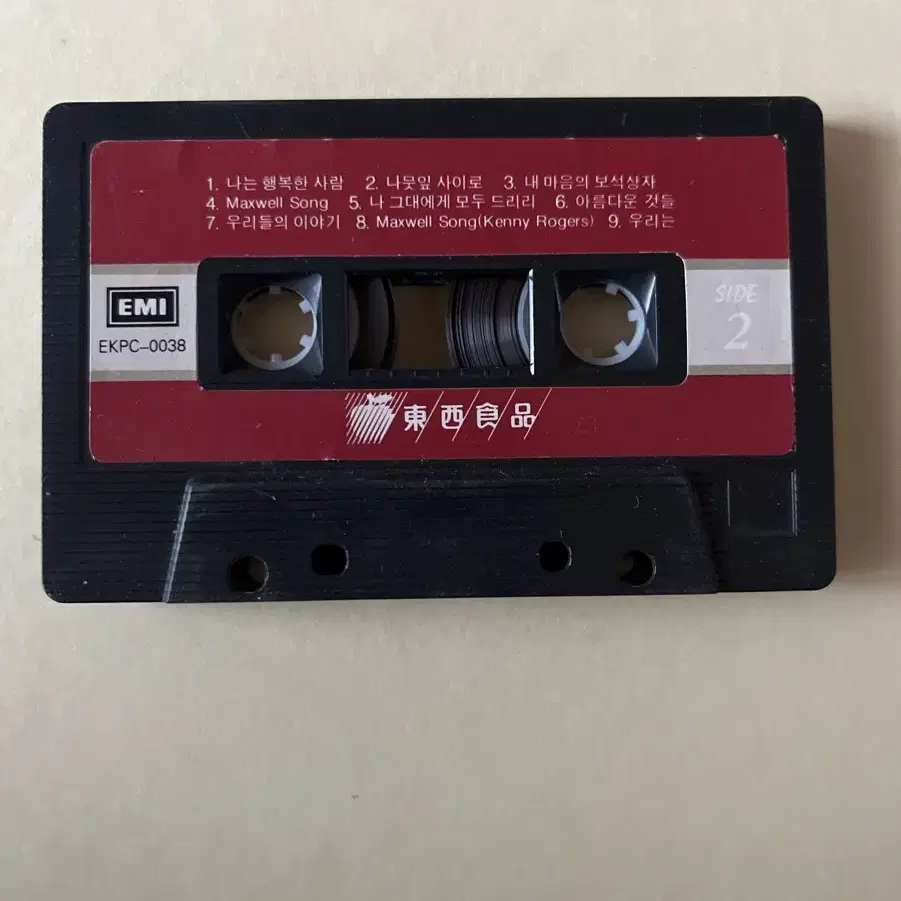 1. 나는 행복한 사람 2. 나뭇잎 사이로 3. 내 마음의 보석상자
4. Maxwell Song 5. 나 그대에게 모두 드리리 6. 아름다운 것들
7. 우리들의 이야기 8. Maxwell Song(Kenny Rogers) 9. 우리는
EMI
EKPC-0038
SIDE
2
東西食品